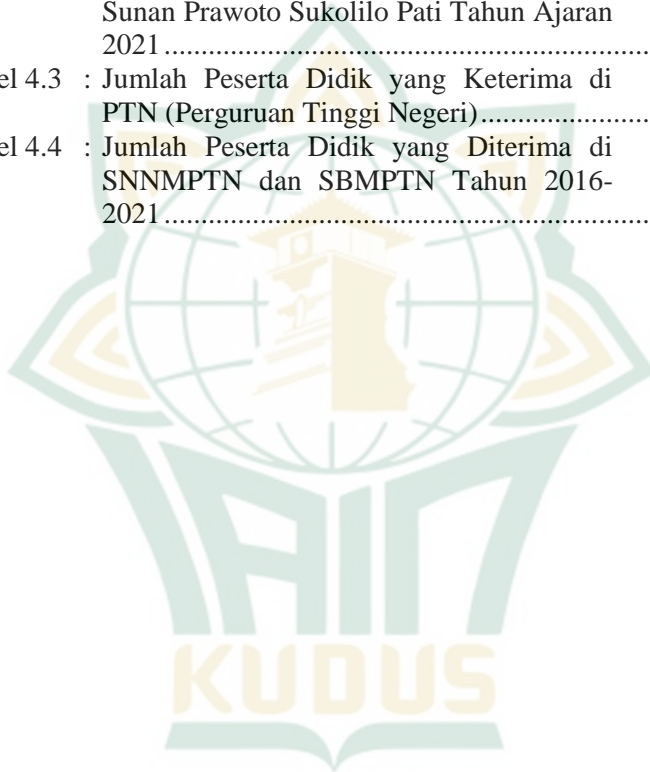 Sunan Prawoto Sukolilo Pati Tahun Ajaran
2021.......................................................
el 4.3 : Jumlah Peserta Didik yang Keterima di
PTN (Perguruan Tinggi Negeri)......................
el 4.4 : Jumlah Peserta Didik yang Diterima di
SNNMPTN dan SBMPTN Tahun 2016-
2021.......................................................
IAIN
KUDUS